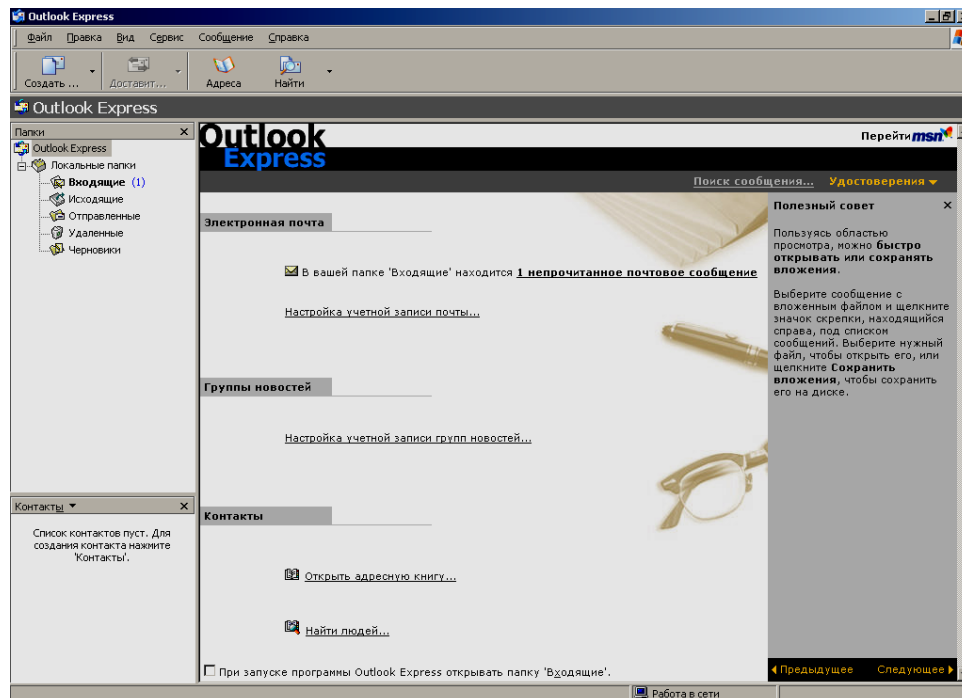 Outlook Express
Файл Правка Вид Сервис Сообщение Справка
Создать ... Доставит... Адреса Найти
Outlook Express
Папки
Outlook Express
Локальные папки
Входящие (1)
Исходящие
Отправленные
Удаленные
Черновики
Контакты
Список контактов пуст. Для
создания контакта нажмите
'Контакты'.
Outlook
Express
Перейти msn
Поиск сообщения... Удостоверения
Электронная почта
В вашей папке 'Входящие' находится 1 непрочитанное почтовое сообщение
Настройка учетной записи почты...
Группы новостей
Настройка учетной записи групп новостей...
Контакты
Открыть адресную книгу...
Найти людей...
При запуске программы Outlook Express открывать папку 'Входящие'.
Полезный совет
Пользуясь областью
просмотра, можно быстро
открывать или сохранять
вложения.
Выберите сообщение с
вложенным файлом и щелкните
значок скрепки, находящийся
справа, под списком
сообщений. Выберите нужный
файл, чтобы открыть его, или
щелкните Сохранить
вложения, чтобы сохранить
его на диске.
Предыдущее Следующее
Работа в сети